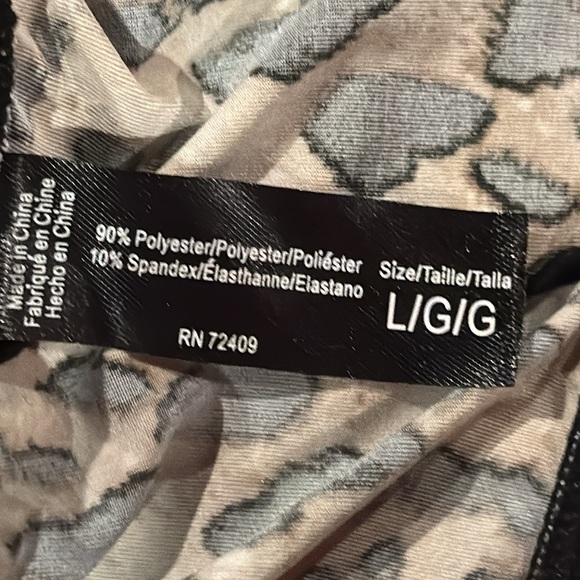 Made in China
Fabriqué en Chine
Hecho en China
90% Polyester/Polyester/Poliéster
10% Spandex/Élasthanne/Elastano
RN 72409
Size/Taille/Talla
L/G/G